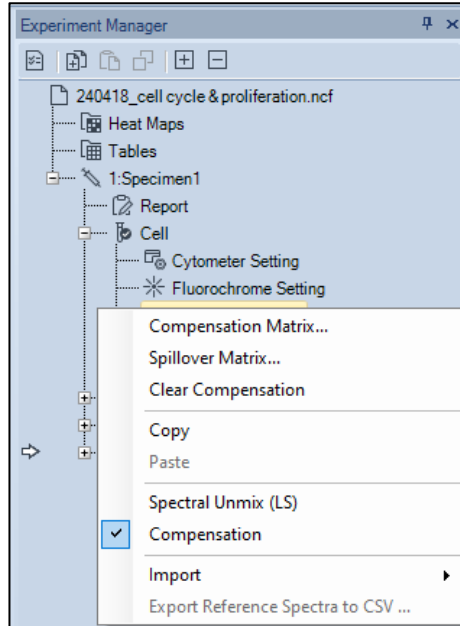 Experiment Manager
240418_cell cycle & proliferation.ncf
Heat Maps
Tables
1:Specimen1
Report
Cell
Cytometer Setting
Fluorochrome Setting
Compensation Matrix...
Spillover Matrix...
Clear Compensation
Copy
Paste
Spectral Unmix (LS)
Compensation
Import
Export Reference Spectra to CSV ...